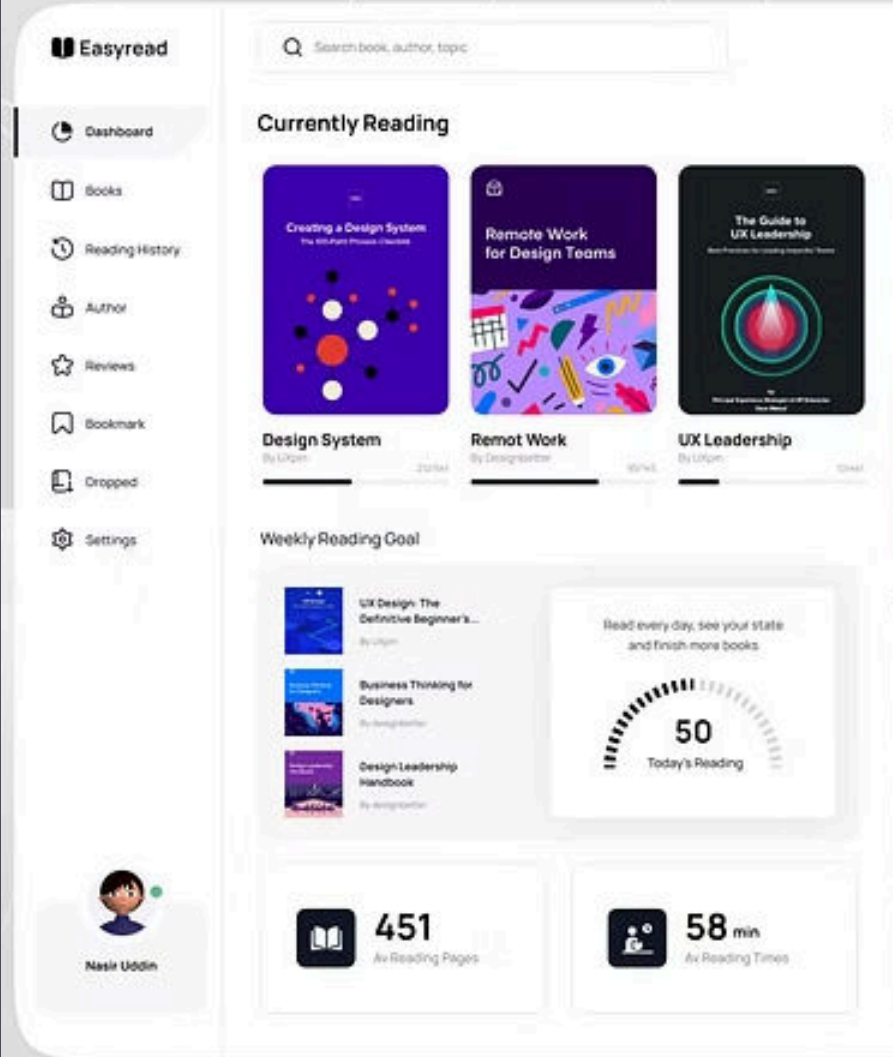 Easyread
Search book, author, topic
Dashboard
Books
Reading History
Author
Reviews
Bookmark
Dropped
Settings
Nasir Uddin
Currently Reading
Creating a Design System
Remote Work
for Design Teams
The Guide to
UX Leadership
Design System
By UXpin
Remot Work
By Designbetter
UX Leadership
By UXpin
Weekly Reading Goal
UX Design: The
Definitive Beginner's...
By UXpin
Business Thinking for
Designers
By designbetter
Design Leadership
Handbook
By designbetter
Read every day, see your state
and finish more books
50
Today's Reading
451
Av Reading Pages
58 min
Av Reading Times